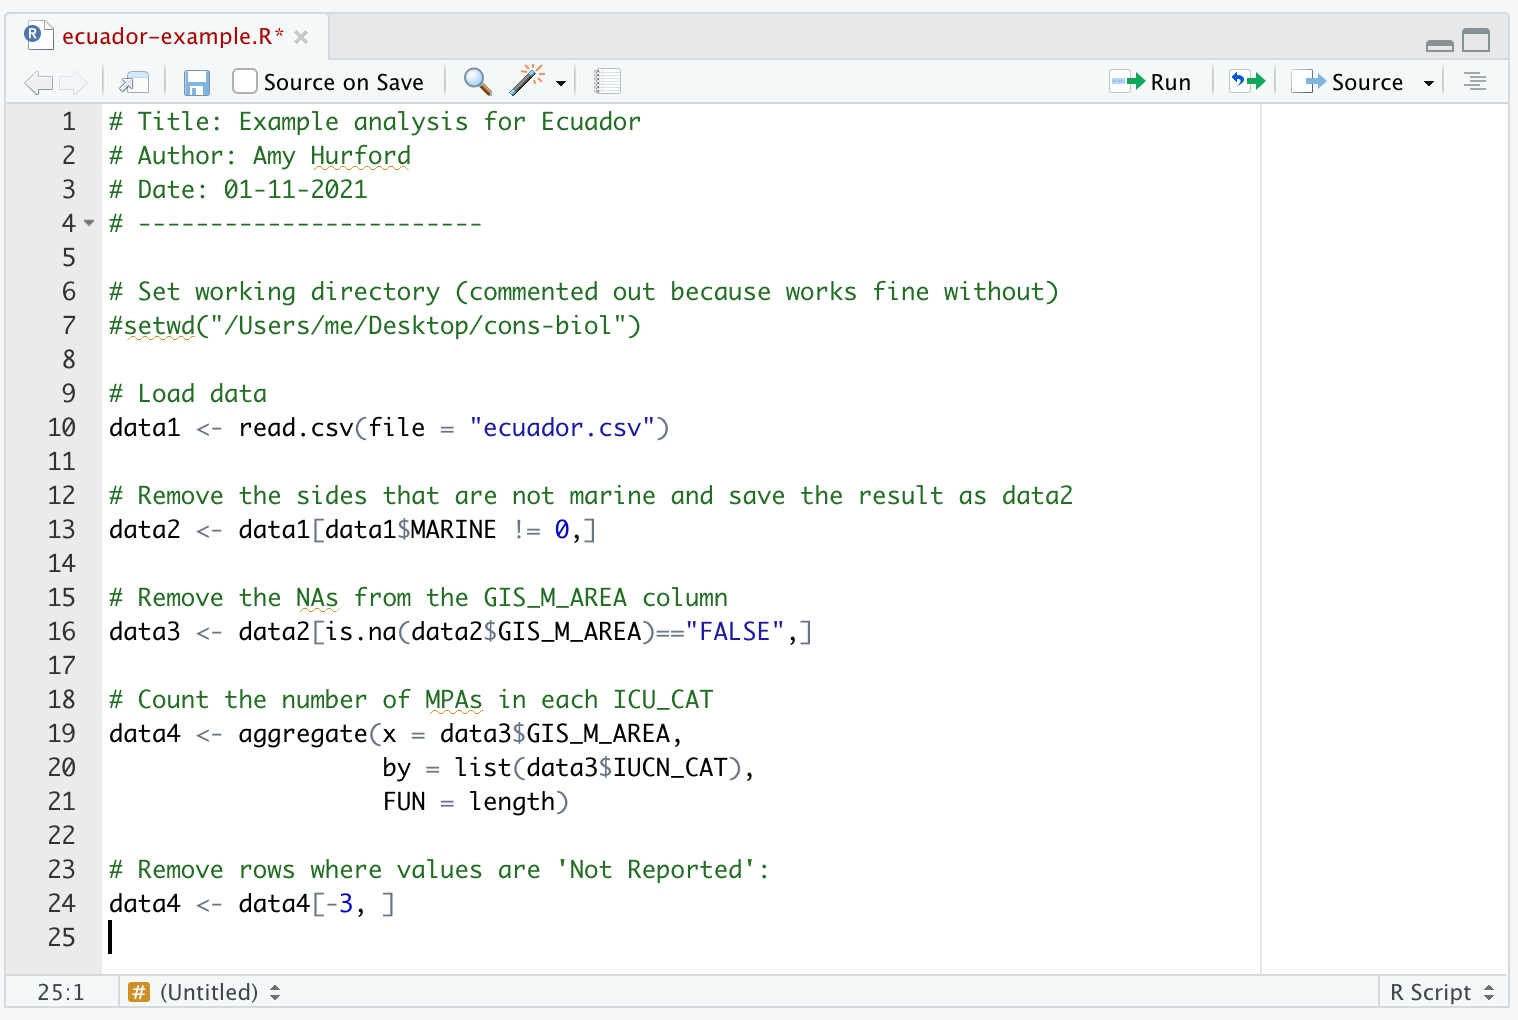 ecuador-example.R*
Source on Save
Run
Source
1 # Title: Example analysis for Ecuador
2 # Author: Amy Hurford
3 # Date: 01-11-2021
4 # ------------------------
5
6 # Set working directory (commented out because works fine without)
7 #setwd("/Users/me/Desktop/cons-biol")
8
9 # Load data
10 data1 <- read.csv(file = "ecuador.csv")
11
12 # Remove the sides that are not marine and save the result as data2
13 data2 <- data1[data1$MARINE != 0,]
14
15 # Remove the NAs from the GIS_M_AREA column
16 data3 <- data2[is.na(data2$GIS_M_AREA)=="FALSE",]
17
18 # Count the number of MPAs in each ICU_CAT
19 data4 <- aggregate(x = data3$GIS_M_AREA,
20                    by = list(data3$IUCN_CAT),
21                    FUN = length)
22
23 # Remove rows where values are 'Not Reported':
24 data4 <- data4[-3, ]
25
25:1 # (Untitled) R Script